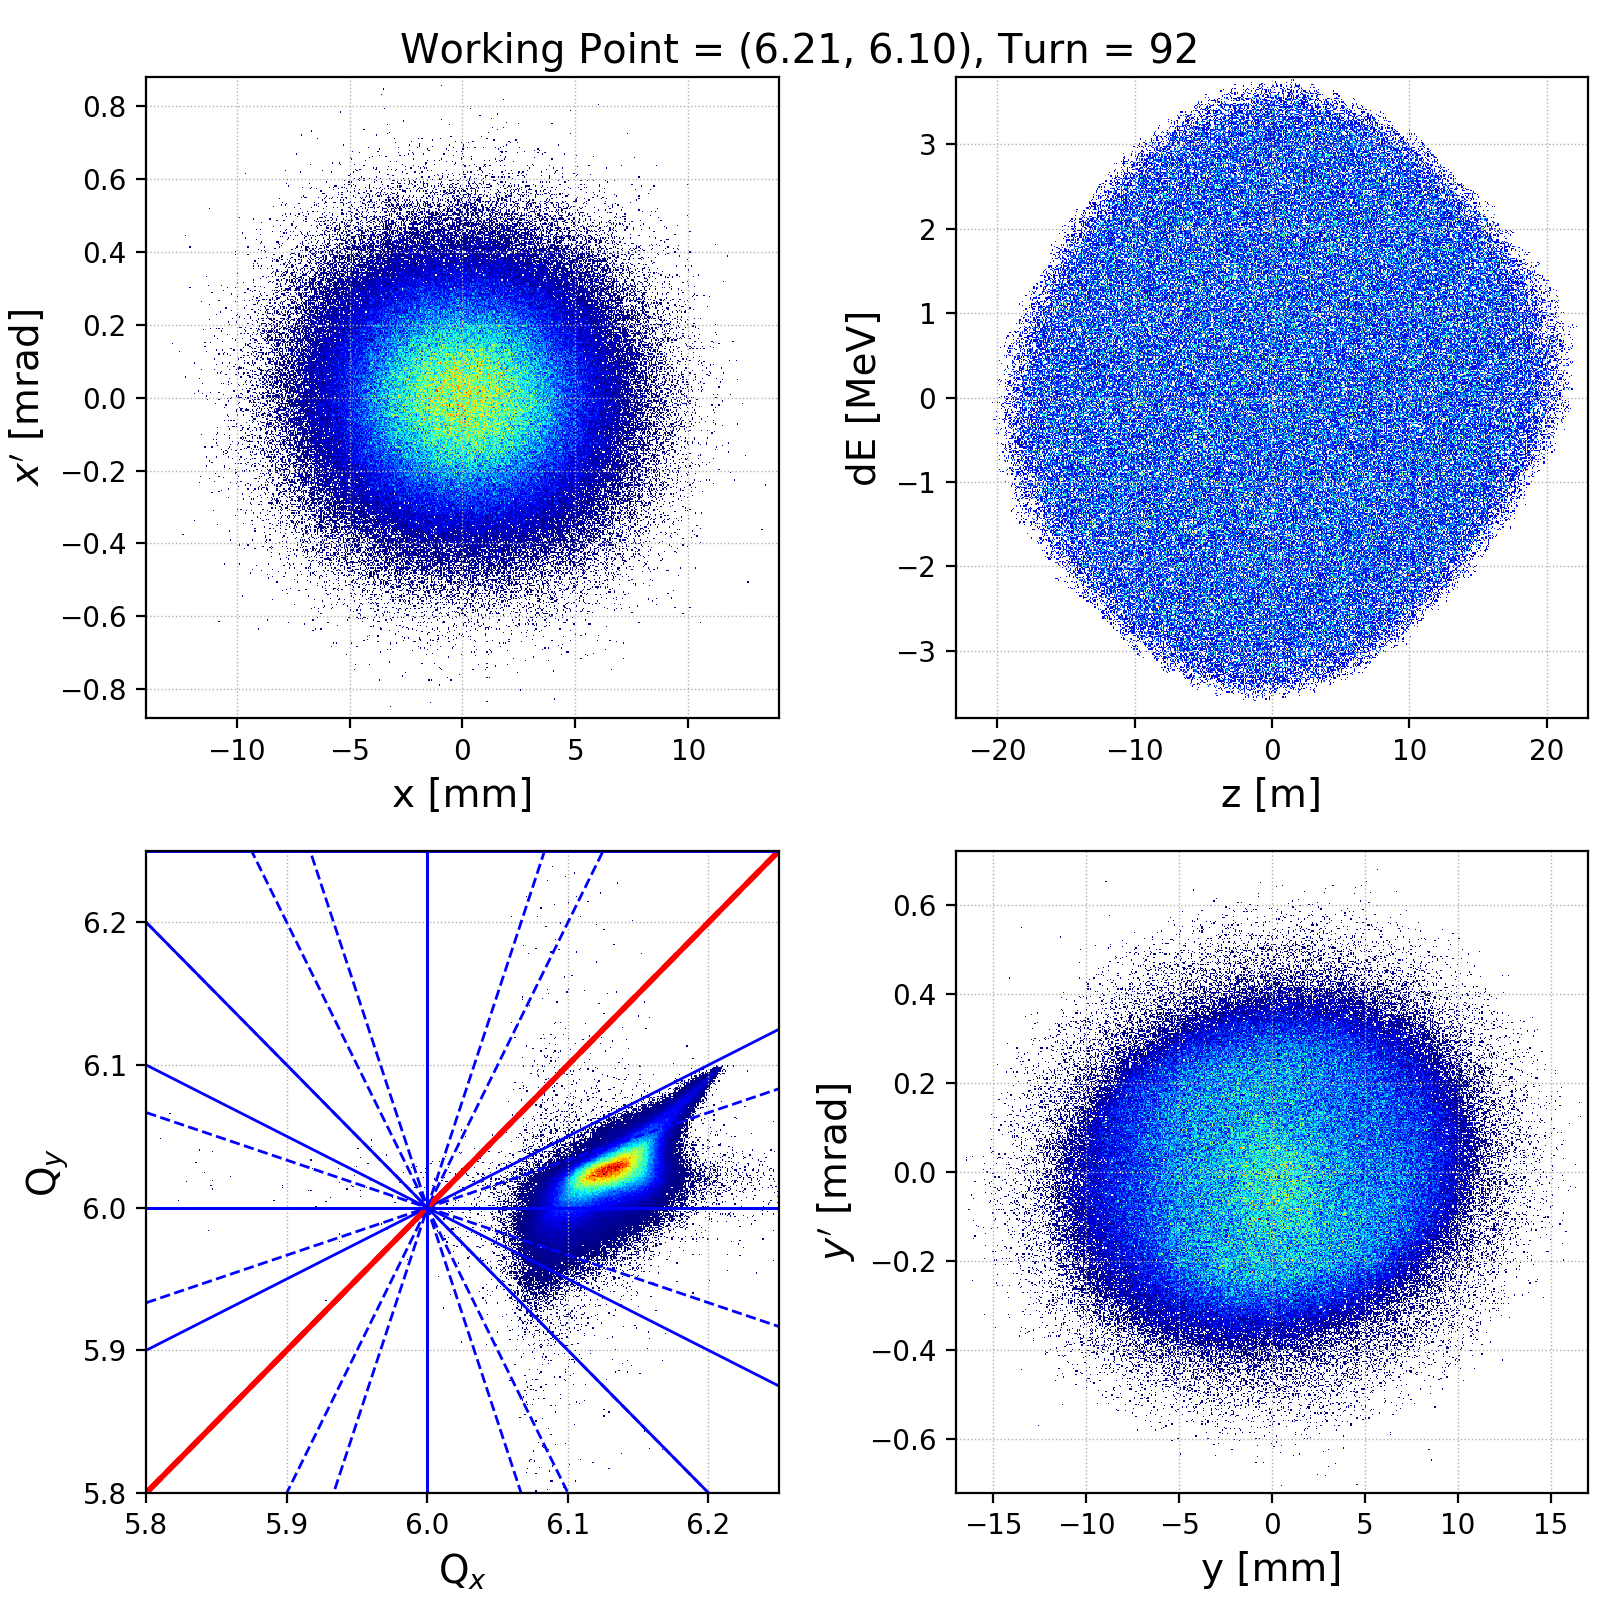 Working Point = (6.21, 6.10), Turn = 92
0.8
0.6
0.4
0.2
0.0
−0.2
−0.4
−0.6
−0.8
x′ [mrad]
−10 −5 0 5 10
x [mm]
3
2
1
0
−1
−2
−3
dE [MeV]
−20 −10 0 10 20
z [m]
6.2
6.1
6.0
5.9
5.8
Qy
5.8 5.9 6.0 6.1 6.2
Qx
0.6
0.4
0.2
0.0
−0.2
−0.4
−0.6
y′ [mrad]
−15 −10 −5 0 5 10 15
y [mm]